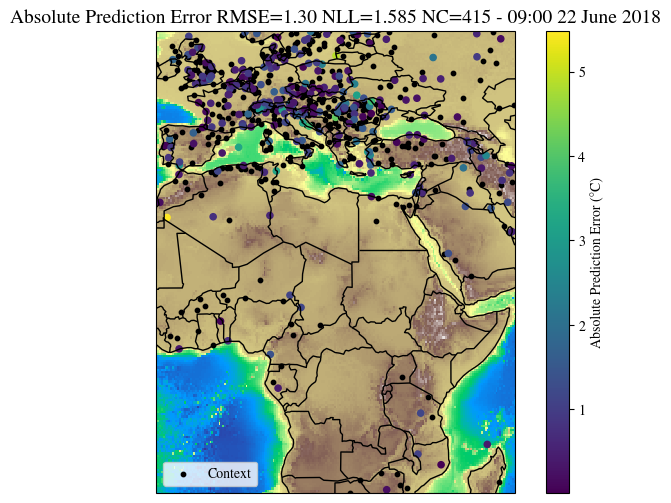 Absolute Prediction Error RMSE=1.30 NLL=1.585 NC=415 - 09:00 22 June 2018
5
4
3
2
1
Absolute Prediction Error (°C)
Context